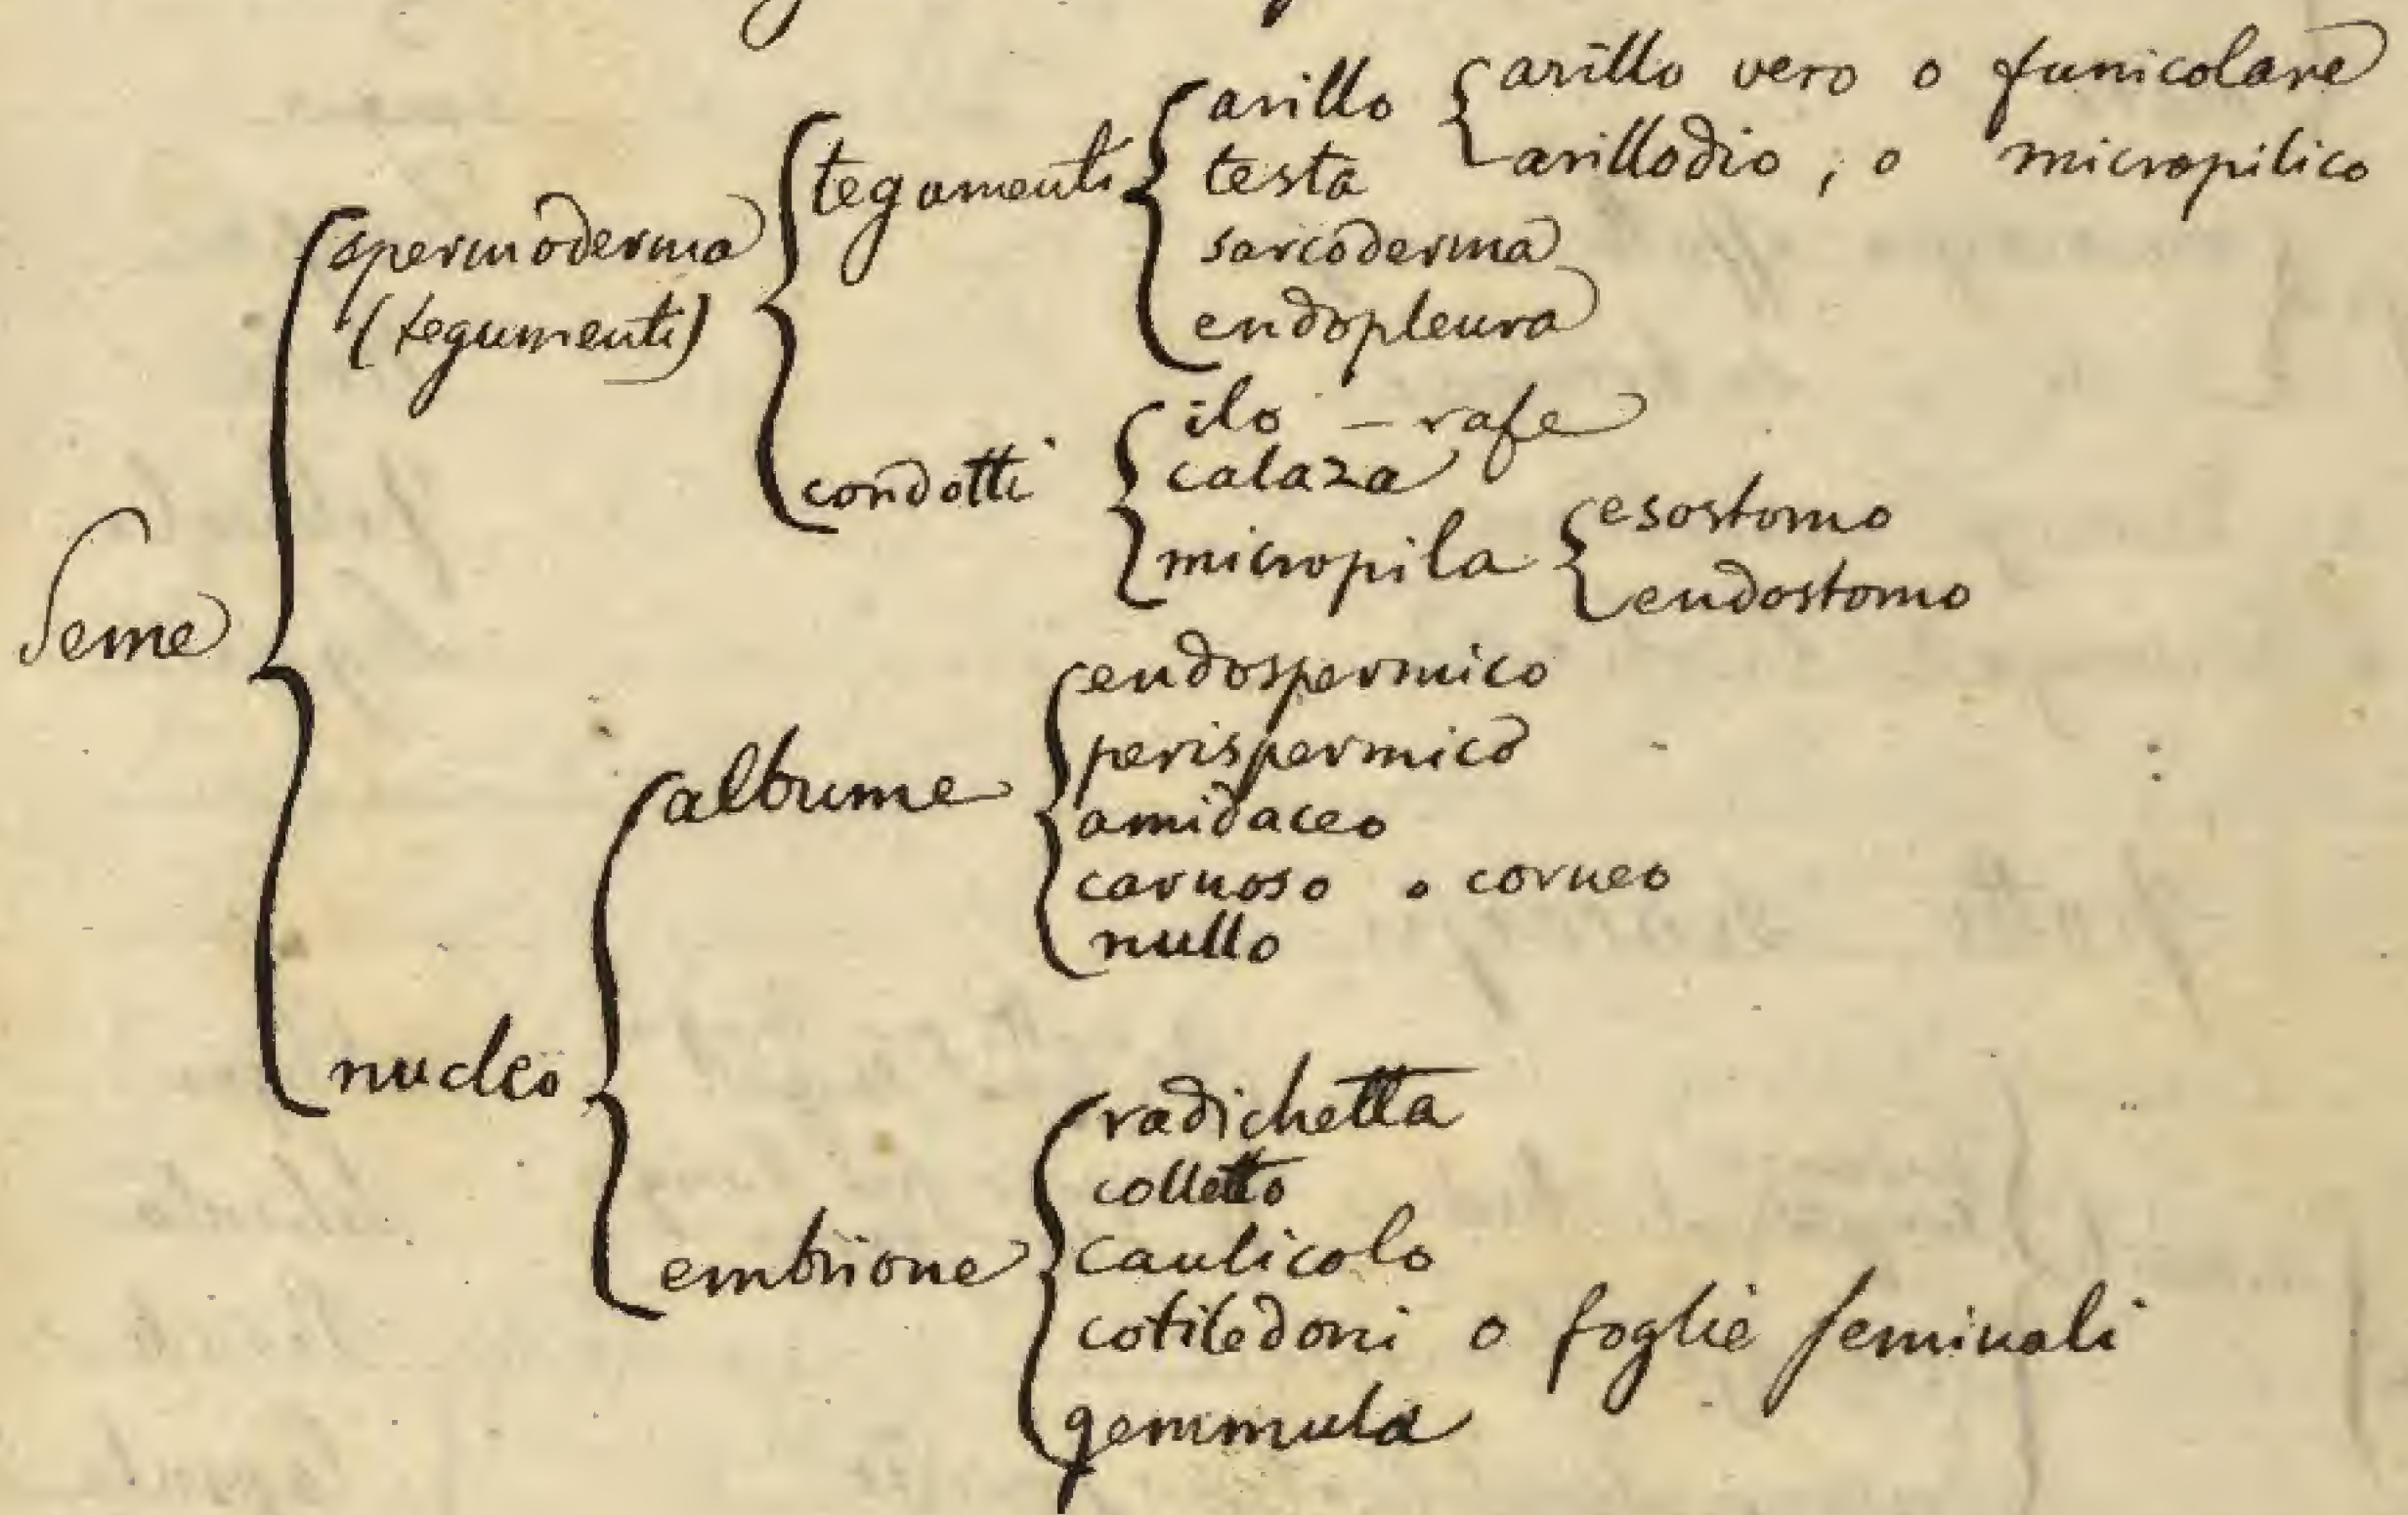 arillo { arillo vero o funicolare
tegamenti { testa { arillodio, o micropilico
spermoderma { sarcoderma
(tegumenti) endopleura
ilo - rafe
condotti { calaza
micropila { esostomo
endostomo
Seme {
endospermico
perispermico
albume { amidaceo
carnoso o corneo
nullo
nucleo {
radichetta
colletto
embrione { caulicolo
cotiledoni o foglie seminali
gemmula